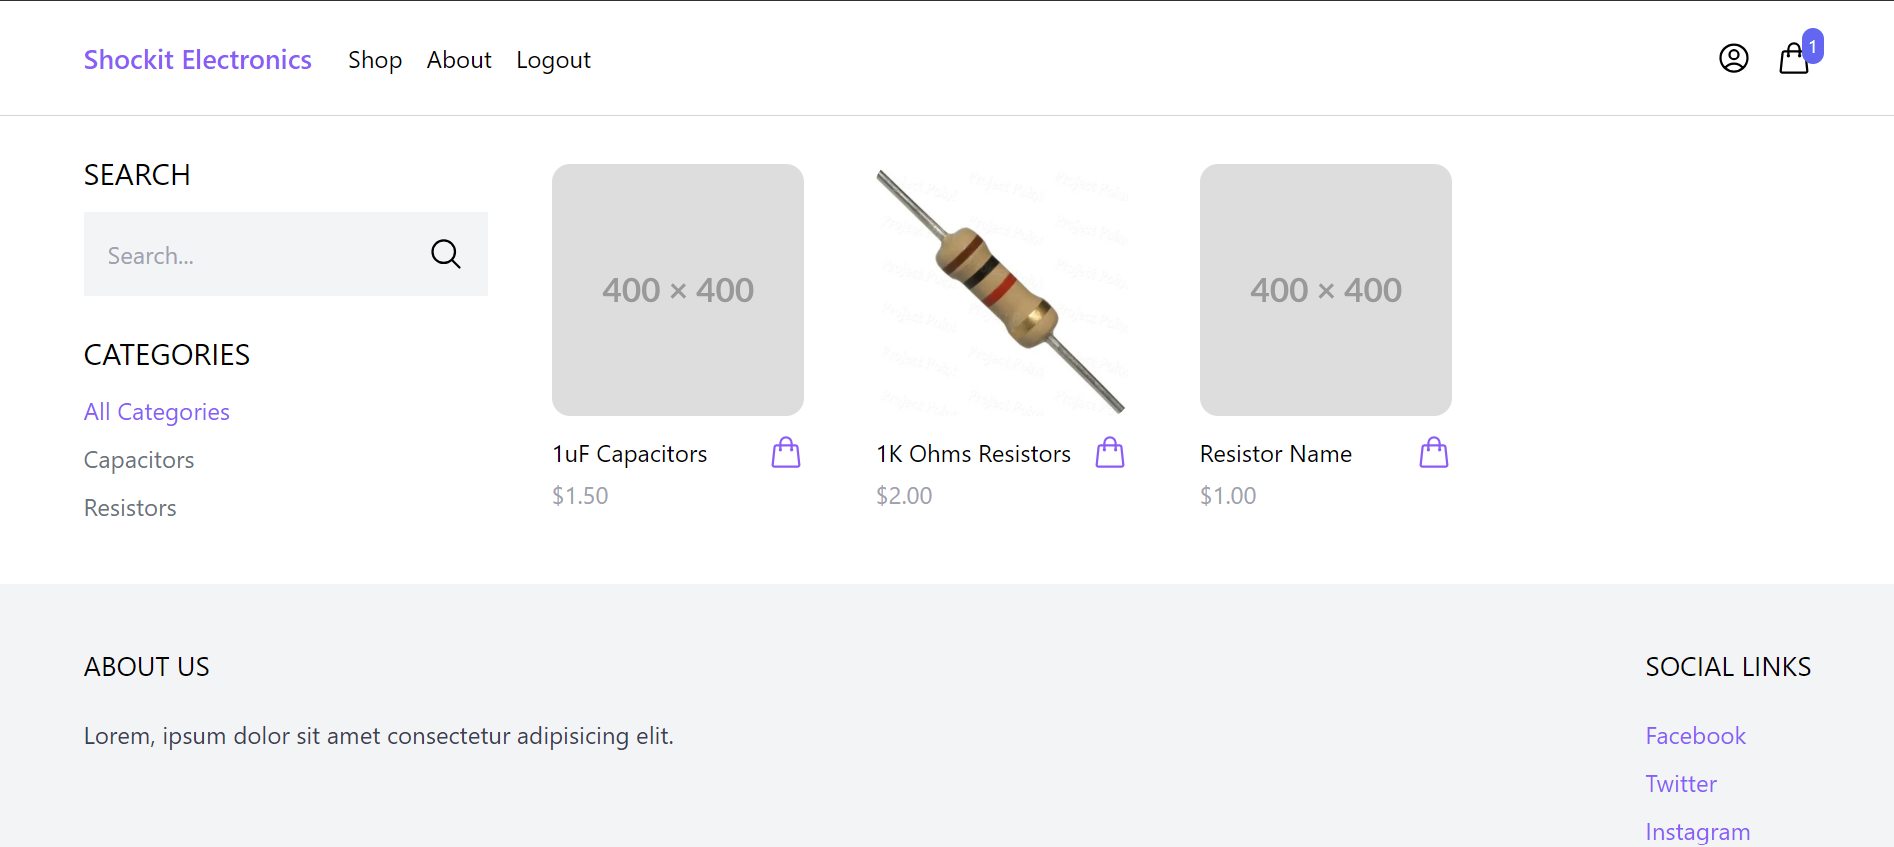 Shockit Electronics Shop About Logout 1
SEARCH
Search...
CATEGORIES
All Categories
Capacitors
Resistors
400 × 400
1uF Capacitors
$1.50
1K Ohms Resistors
$2.00
400 × 400
Resistor Name
$1.00
ABOUT US
Lorem, ipsum dolor sit amet consectetur adipisicing elit.
SOCIAL LINKS
Facebook
Twitter
Instagram